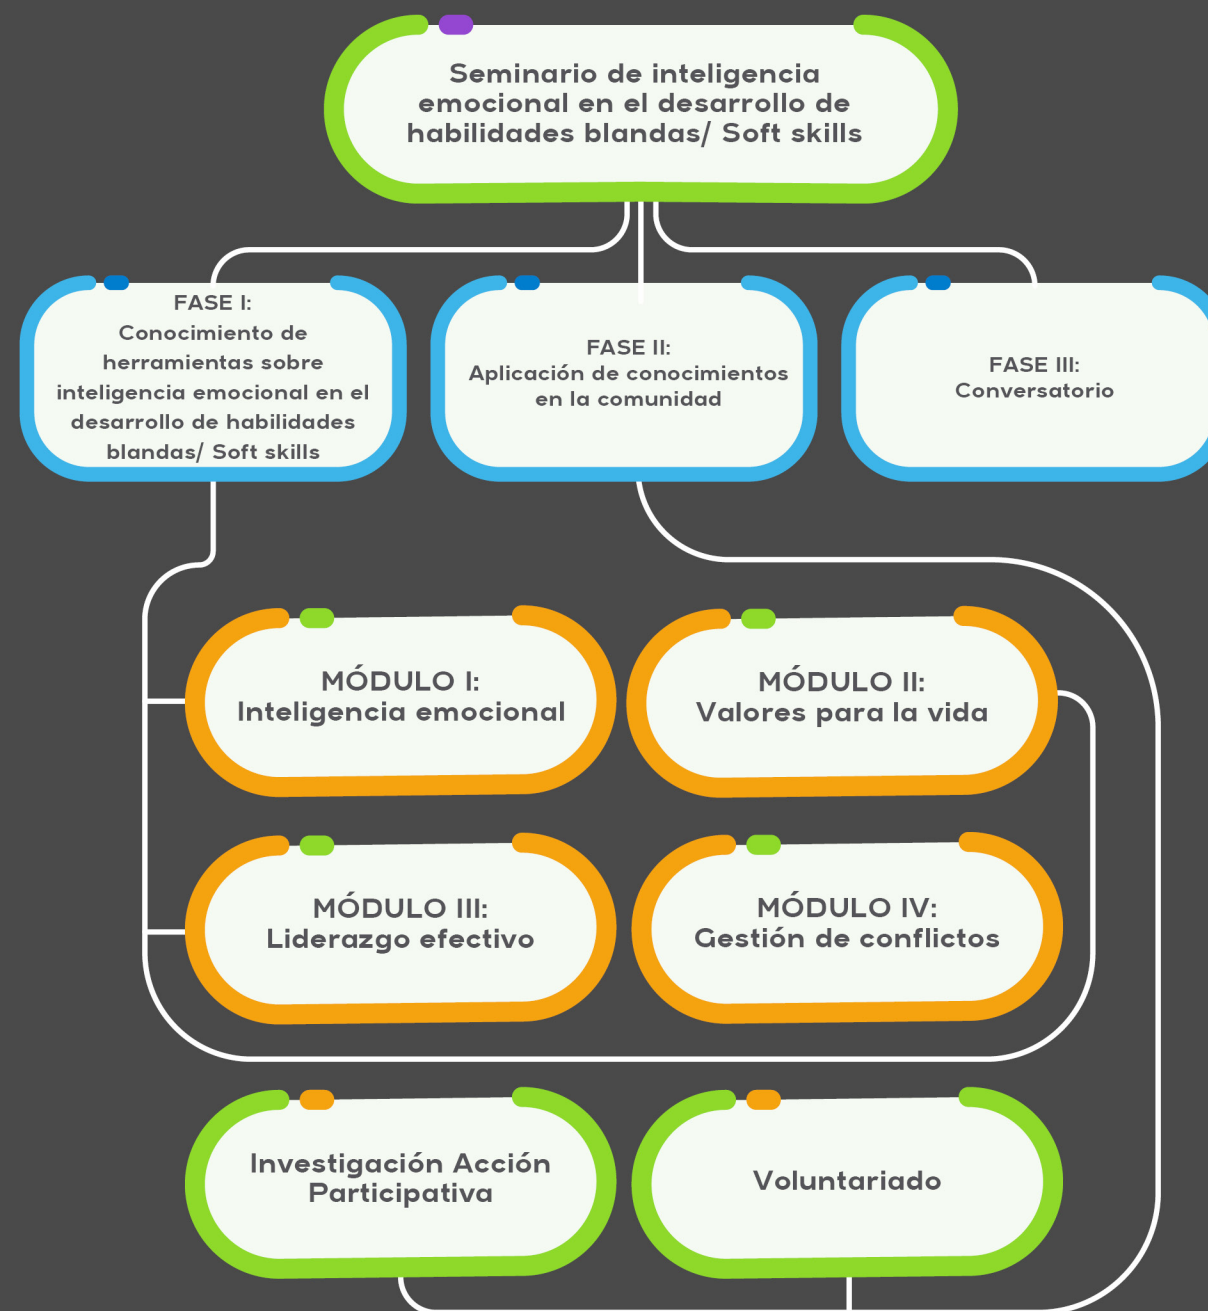 Seminario de inteligencia
emocional en el desarrollo de
habilidades blandas/ Soft skills
FASE I:
Conocimiento de
herramientas sobre
inteligencia emocional en el
desarrollo de habilidades
blandas/ Soft skills
FASE II:
Aplicación de conocimientos
en la comunidad
FASE III:
Conversatorio
MÓDULO I:
Inteligencia emocional
MÓDULO II:
Valores para la vida
MÓDULO III:
Liderazgo efectivo
MÓDULO IV:
Gestión de conflictos
Investigación Acción
Participativa
Voluntariado